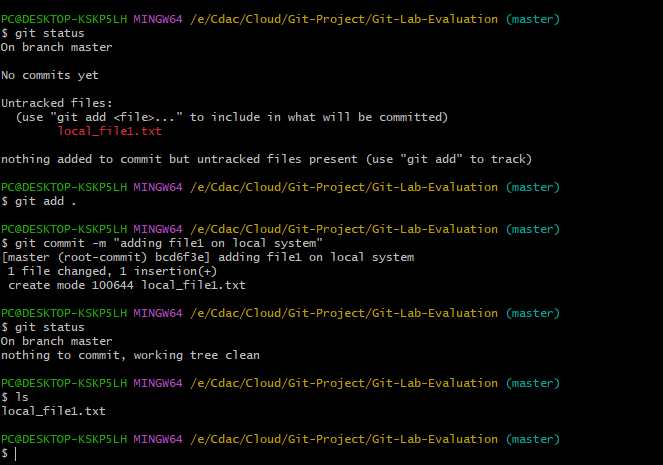 PC@DESKTOP-KSKP5LH MINGW64 /e/Cdac/Cloud/Git-Project/Git-Lab-Evaluation (master)
$ git status
On branch master
No commits yet
Untracked files:
  (use "git add <file>..." to include in what will be committed)
        local_file1.txt
nothing added to commit but untracked files present (use "git add" to track)
PC@DESKTOP-KSKP5LH MINGW64 /e/Cdac/Cloud/Git-Project/Git-Lab-Evaluation (master)
$ git add .
PC@DESKTOP-KSKP5LH MINGW64 /e/Cdac/Cloud/Git-Project/Git-Lab-Evaluation (master)
$ git commit -m "adding file1 on local system"
[master (root-commit) bcd6f3e] adding file1 on local system
 1 file changed, 1 insertion(+)
 create mode 100644 local_file1.txt
PC@DESKTOP-KSKP5LH MINGW64 /e/Cdac/Cloud/Git-Project/Git-Lab-Evaluation (master)
$ git status
On branch master
nothing to commit, working tree clean
PC@DESKTOP-KSKP5LH MINGW64 /e/Cdac/Cloud/Git-Project/Git-Lab-Evaluation (master)
$ ls
local_file1.txt
PC@DESKTOP-KSKP5LH MINGW64 /e/Cdac/Cloud/Git-Project/Git-Lab-Evaluation (master)
$